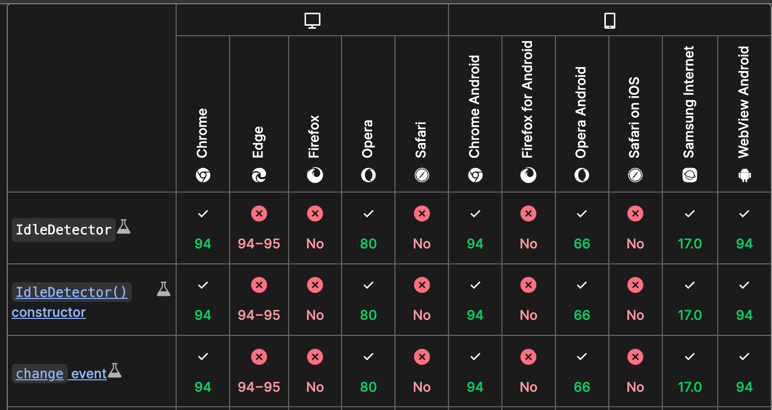 Chrome
Edge
Firefox
Opera
Safari
Chrome Android
Firefox for Android
Opera Android
Safari on iOS
Samsung Internet
WebView Android
IdleDetector
94 94–95 No 80 No 94 No 66 No 17.0 94
IdleDetector()
constructor
94 94–95 No 80 No 94 No 66 No 17.0 94
change event
94 94–95 No 80 No 94 No 66 No 17.0 94